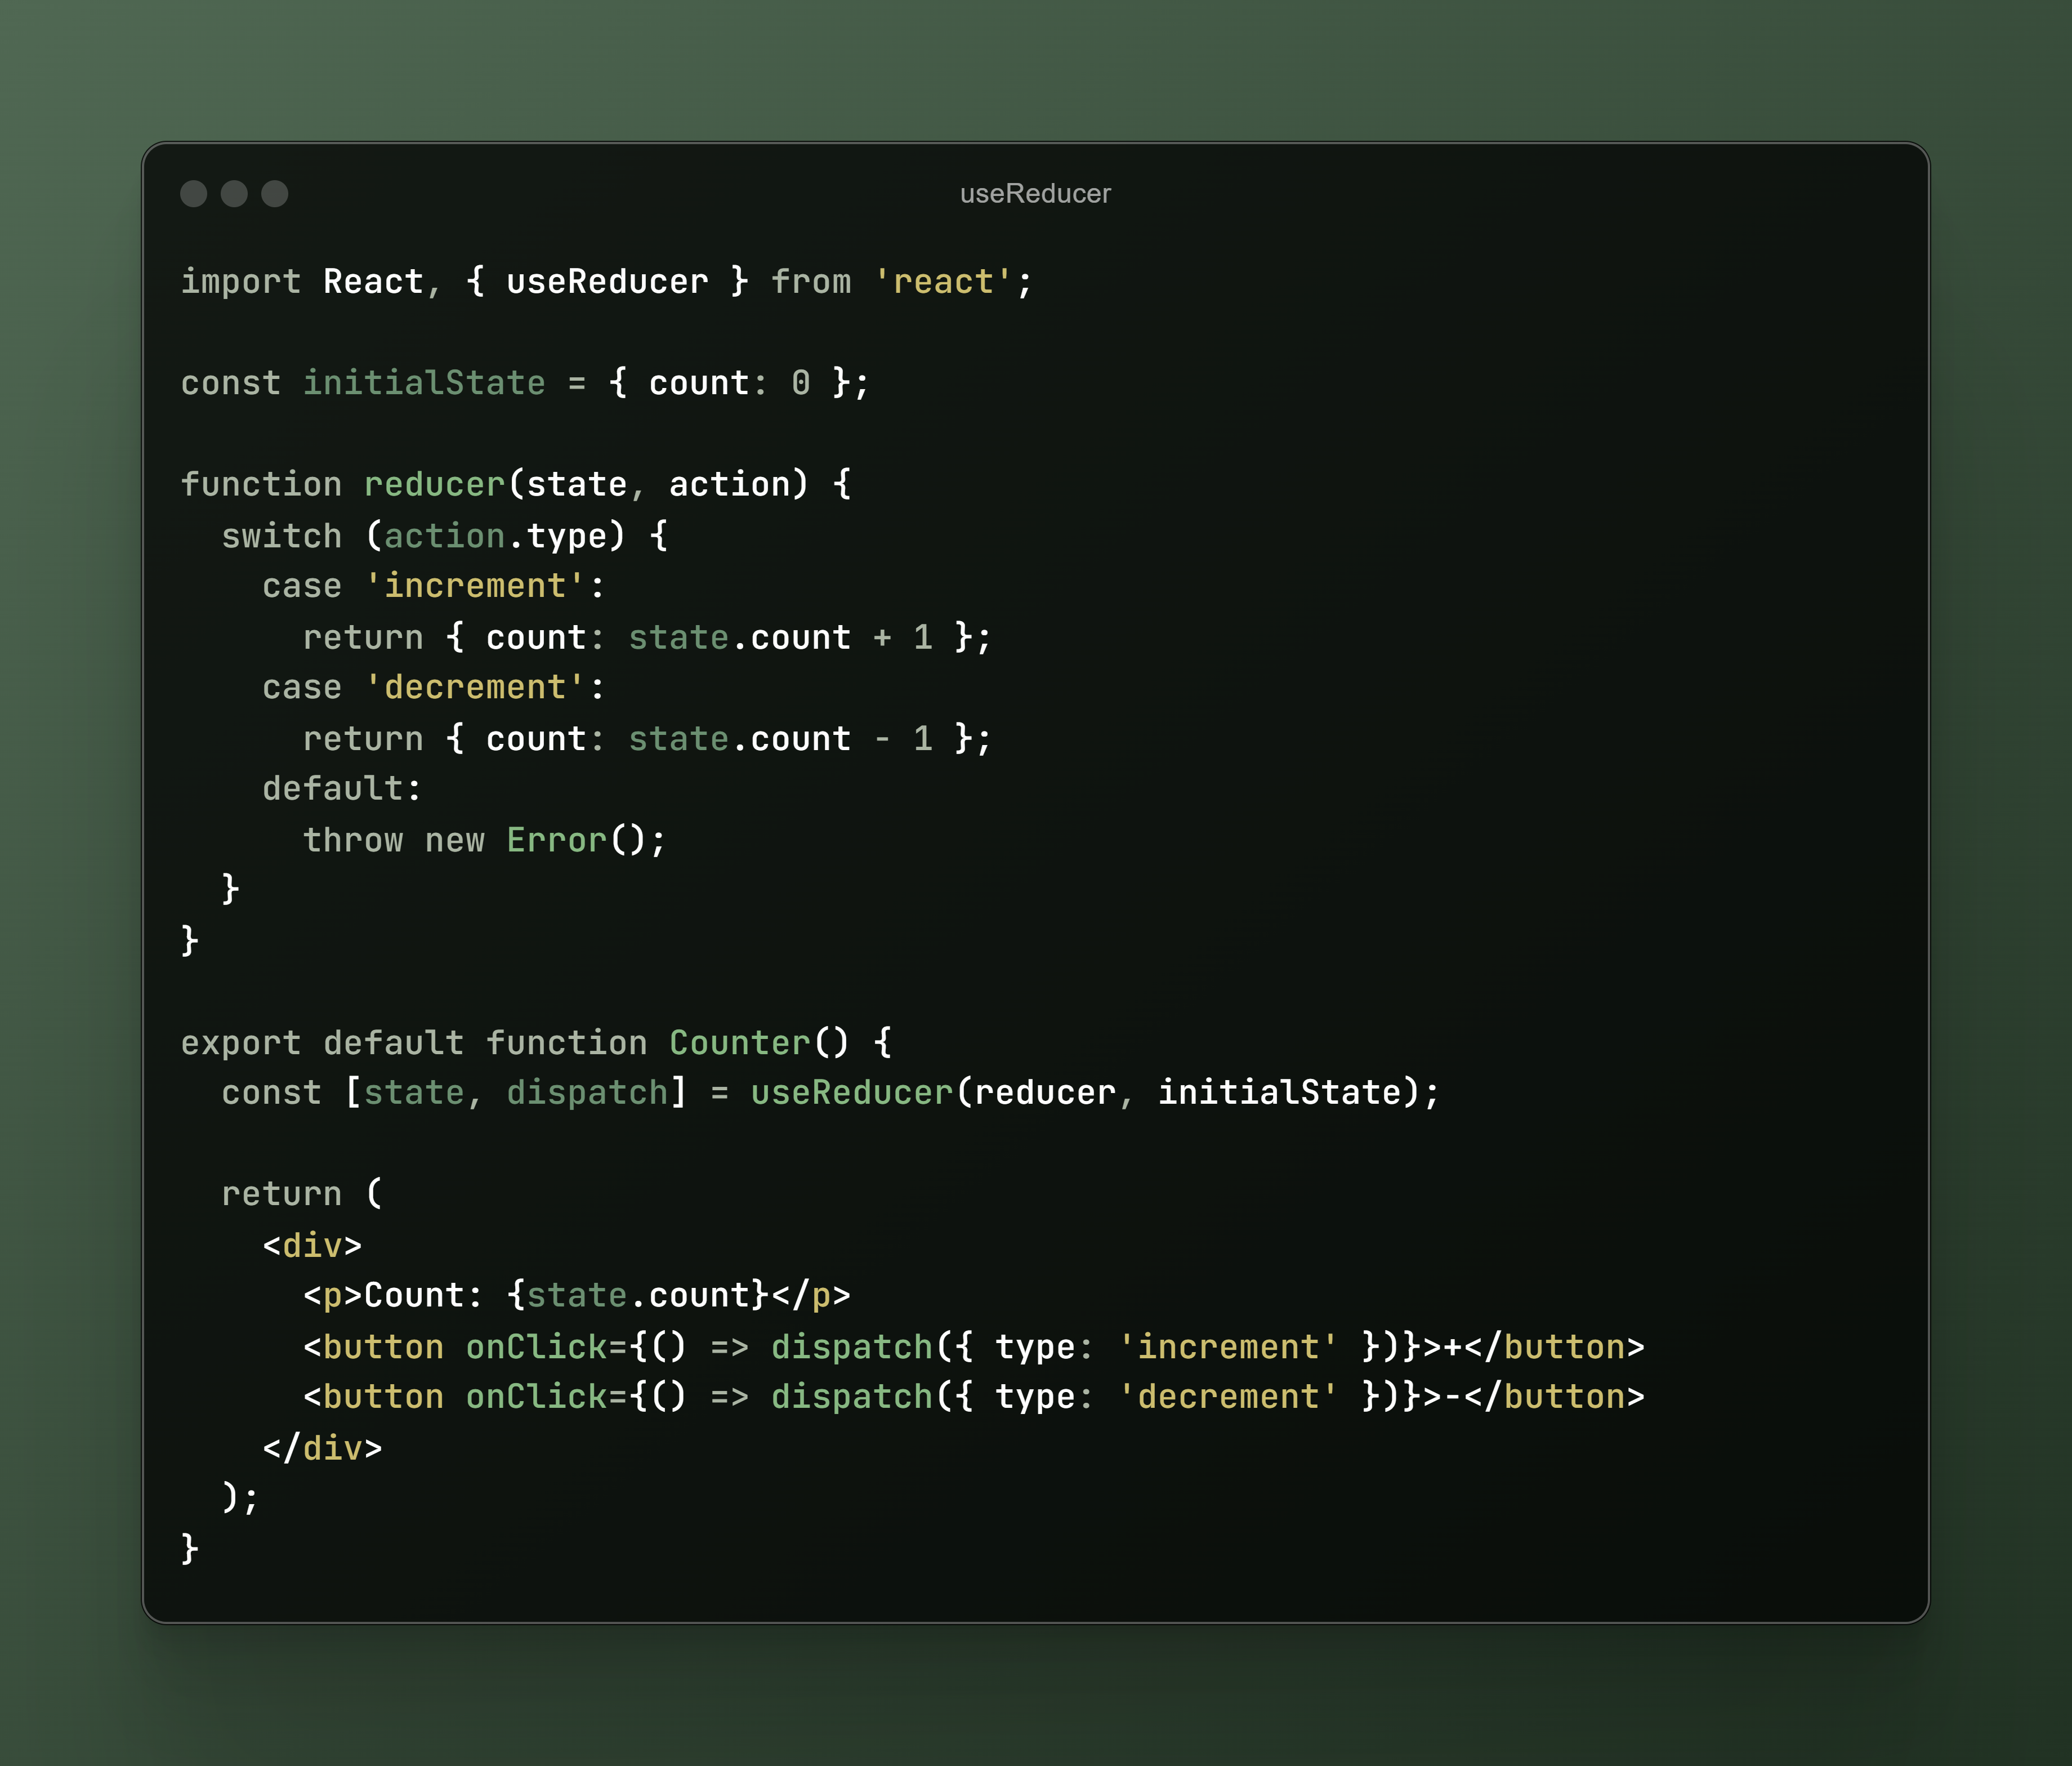 useReducer
import React, { useReducer } from 'react';
const initialState = { count: 0 };
function reducer(state, action) {
  switch (action.type) {
    case 'increment':
      return { count: state.count + 1 };
    case 'decrement':
      return { count: state.count - 1 };
    default:
      throw new Error();
  }
}
export default function Counter() {
  const [state, dispatch] = useReducer(reducer, initialState);
  return (
    <div>
      <p>Count: {state.count}</p>
      <button onClick={() => dispatch({ type: 'increment' })}>+</button>
      <button onClick={() => dispatch({ type: 'decrement' })}>-</button>
    </div>
  );
}